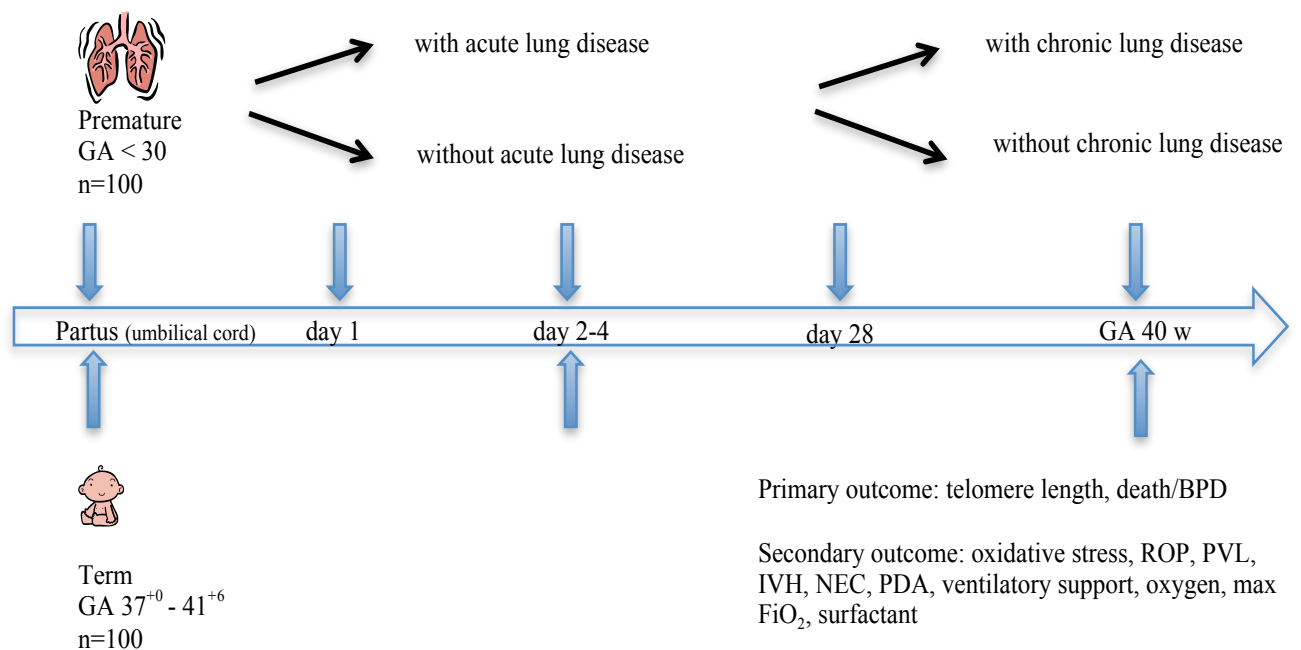 with acute lung disease
with chronic lung disease
Premature
GA < 30
n=100
without acute lung disease
without chronic lung disease
Partus (umbilical cord)
day 1
day 2-4
day 28
GA 40 w
Term
GA 37⁺⁰ - 41⁺⁶
n=100
Primary outcome: telomere length, death/BPD
Secondary outcome: oxidative stress, ROP, PVL,
IVH, NEC, PDA, ventilatory support, oxygen, max
FiO₂, surfactant